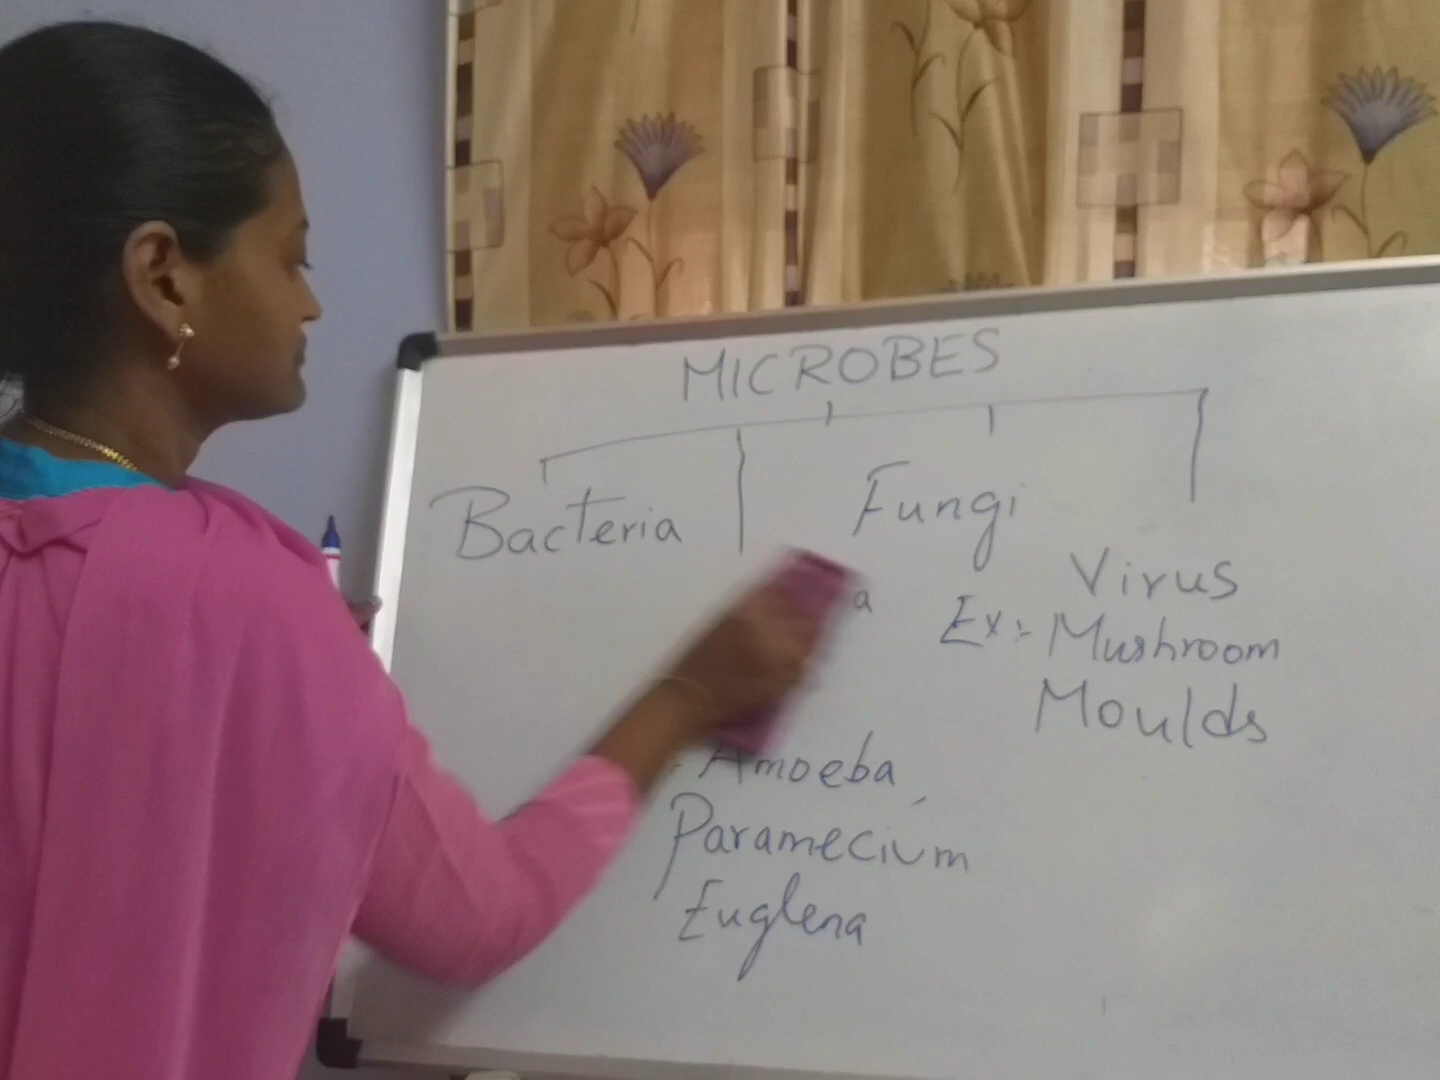 MICROBES
Bacteria
Fungi
Virus
Ex:- Mushroom
Moulds
Amoeba,
Paramecium
Euglena